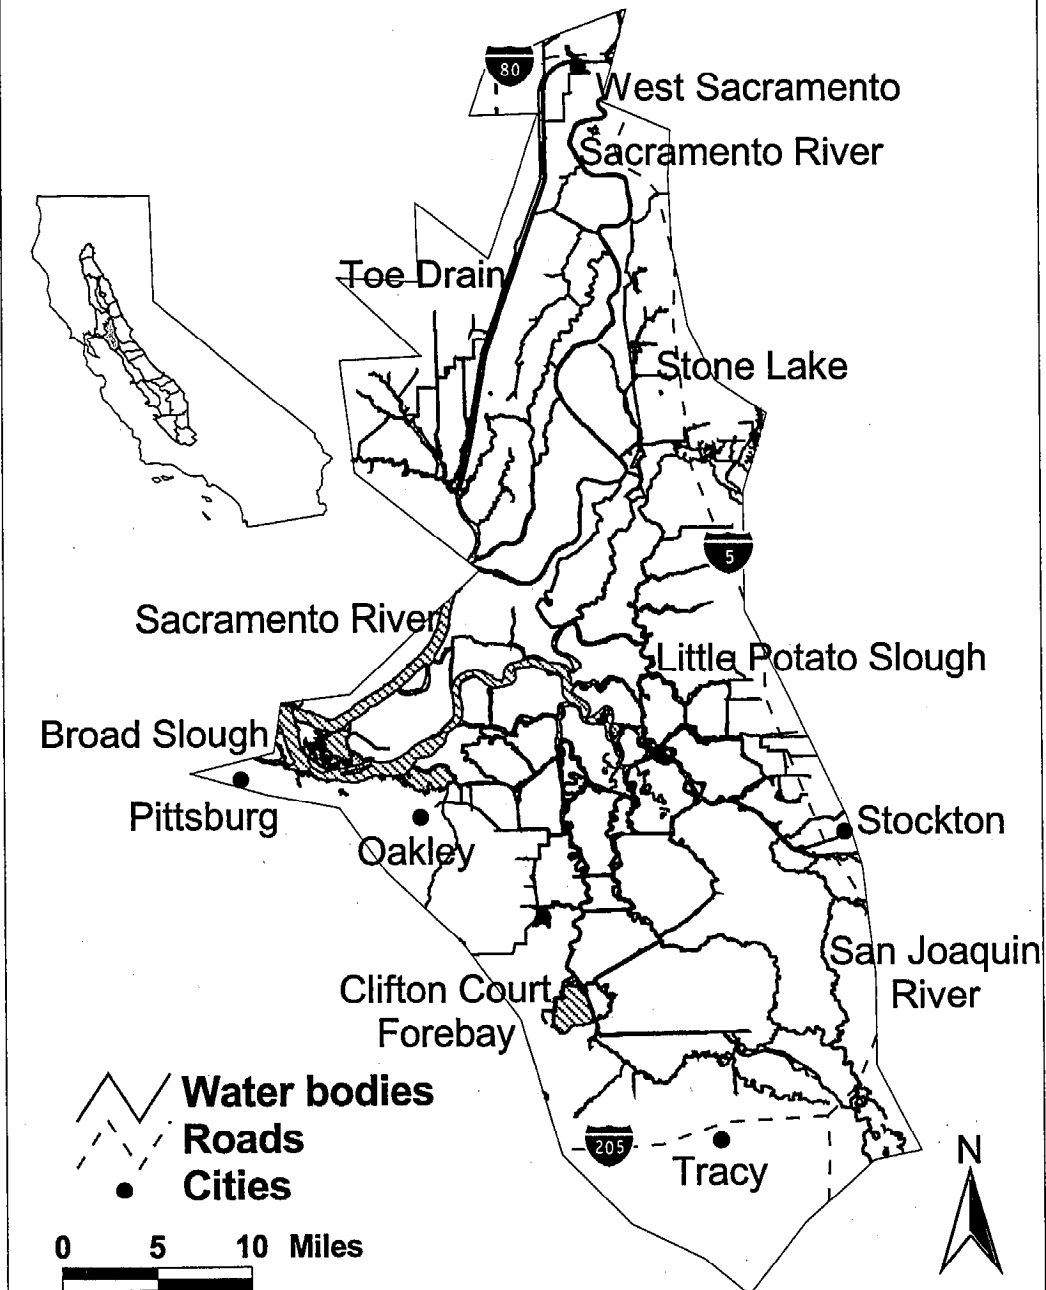 80
West Sacramento
Sacramento River
Toe Drain
Stone Lake
5
Sacramento River
Little Potato Slough
Broad Slough
Pittsburg
Oakley
Stockton
San Joaquin
River
Clifton Court
Forebay
Water bodies
Roads
Cities
205
Tracy
N
0 5 10 Miles